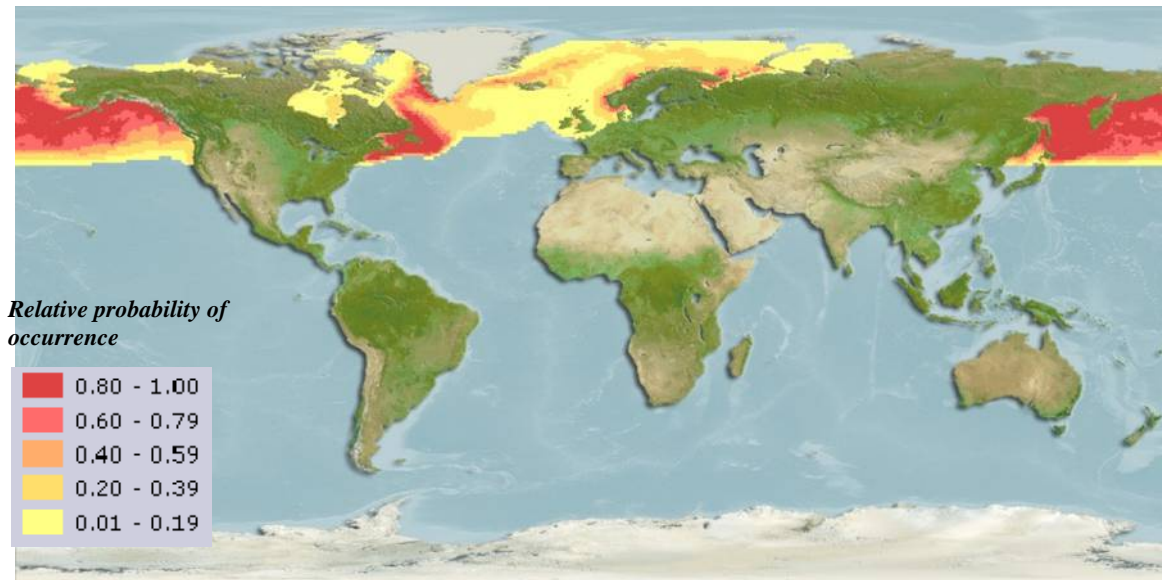 Relative probability of
occurrence
0.80 - 1.00
0.60 - 0.79
0.40 - 0.59
0.20 - 0.39
0.01 - 0.19